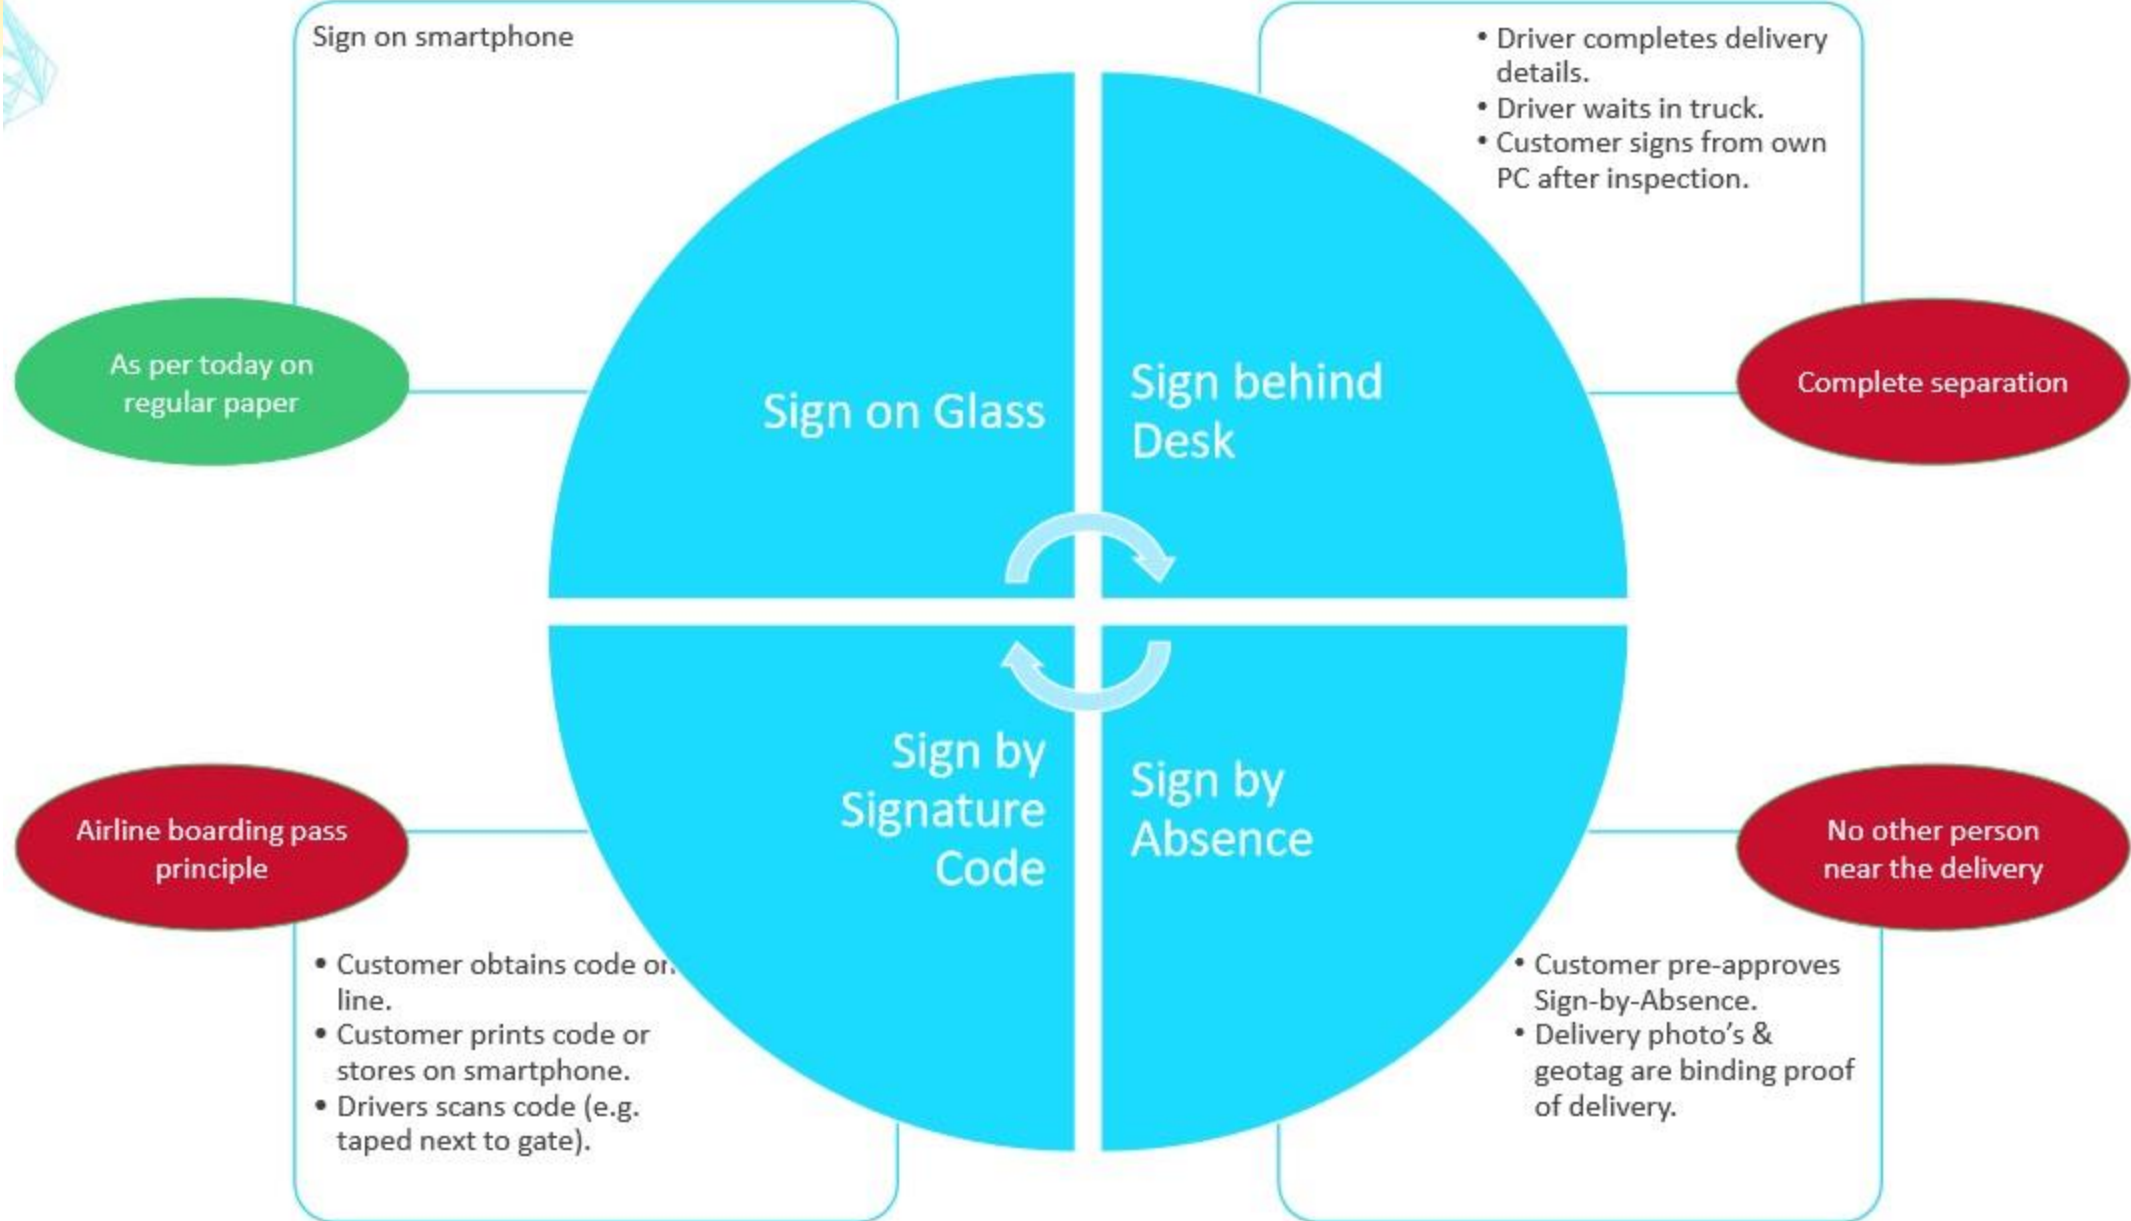 Sign on smartphone
As per today on
regular paper
Sign on Glass
• Driver completes delivery
details.
• Driver waits in truck.
• Customer signs from own
PC after inspection.
Sign behind
Desk
Complete separation
Airline boarding pass
principle
Sign by
Signature
Code
• Customer obtains code on
line.
• Customer prints code or
stores on smartphone.
• Drivers scans code (e.g.
taped next to gate).
Sign by
Absence
No other person
near the delivery
• Customer pre-approves
Sign-by-Absence.
• Delivery photo’s &
geotag are binding proof
of delivery.